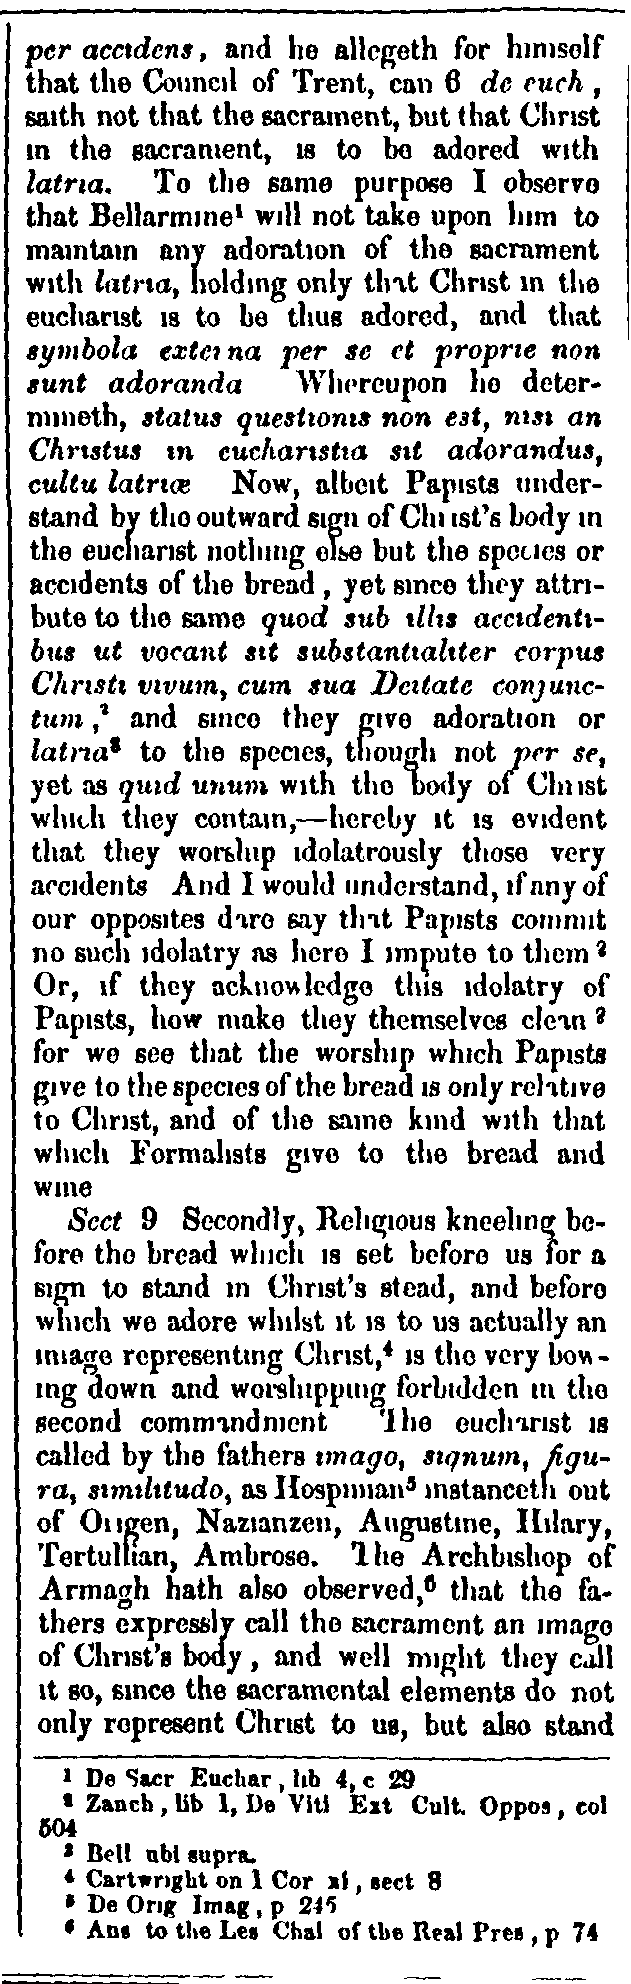 per accidens, and he allegeth for himself
that the Council of Trent, can 6 de euch,
saith not that the sacrament, but that Christ
in the sacrament, is to be adored with
latria. To the same purpose I observe
that Bellarmine¹ will not take upon him to
maintain any adoration of the sacrament
with latria, holding only that Christ in the
eucharist is to be thus adored, and that
symbola externa per se et proprie non
sunt adoranda Whereupon he deter-
mineth, status questionis non est, nisi an
Christus in eucharistia sit adorandus,
cultu latriæ Now, albeit Papists under-
stand by the outward sign of Christ's body in
the eucharist nothing else but the species or
accidents of the bread, yet since they attri-
bute to the same quod sub illis accidenti-
bus ut vocant sit substantialiter corpus
Christi vivum, cum sua Deitate conjunc-
tum,² and since they give adoration or
latria³ to the species, though not per se,
yet as quid unum with the body of Christ
which they contain,—hereby it is evident
that they worship idolatrously those very
accidents And I would understand, if any of
our opposites dare say that Papists commit
no such idolatry as here I impute to them?
Or, if they acknowledge this idolatry of
Papists, how make they themselves clean?
for we see that the worship which Papists
give to the species of the bread is only relative
to Christ, and of the same kind with that
which Formalists give to the bread and
wine
Sect 9 Secondly, Religious kneeling be-
fore the bread which is set before us for a
sign to stand in Christ's stead, and before
which we adore whilst it is to us actually an
image representing Christ,⁴ is the very bow-
ing down and worshipping forbidden in the
second commandment The eucharist is
called by the fathers imago, signum, figu-
ra, similitudo, as Hospinian⁵ instanceth out
of Origen, Nazianzen, Augustine, Hilary,
Tertullian, Ambrose. The Archbishop of
Armagh hath also observed,⁶ that the fa-
thers expressly call the sacrament an image
of Christ's body, and well might they call
it so, since the sacramental elements do not
only represent Christ to us, but also stand
¹ De Sacr Euchar, lib 4, c 29
² Zanch, lib 1, De Viti Ext Cult. Oppos, col
504
³ Bell ubi supra.
⁴ Cartwright on 1 Cor xi, sect 8
⁵ De Orig Imag, p 245
⁶ Ans to the Les Chal of the Real Pres, p 74